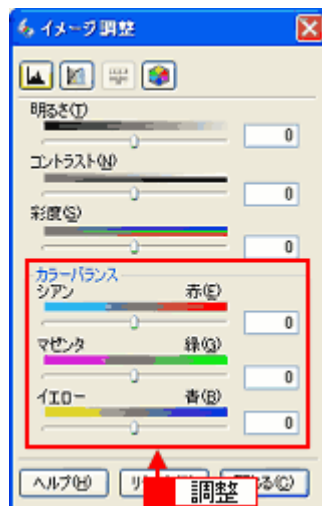 イメージ調整
明るさ(T)
0
コントラスト(N)
0
彩度(S)
0
カラーバランス
シアン 赤(E)
0
マゼンタ 緑(G)
0
イエロー 青(B)
0
ヘルプ(H)
調整